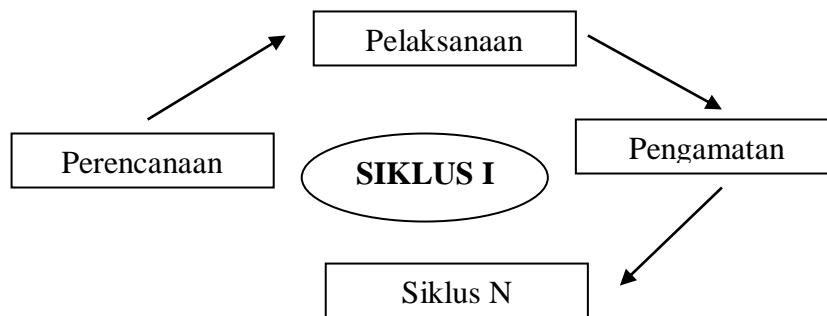 Pelaksanaan
Perencanaan
SIKLUS I
Pengamatan
Siklus N